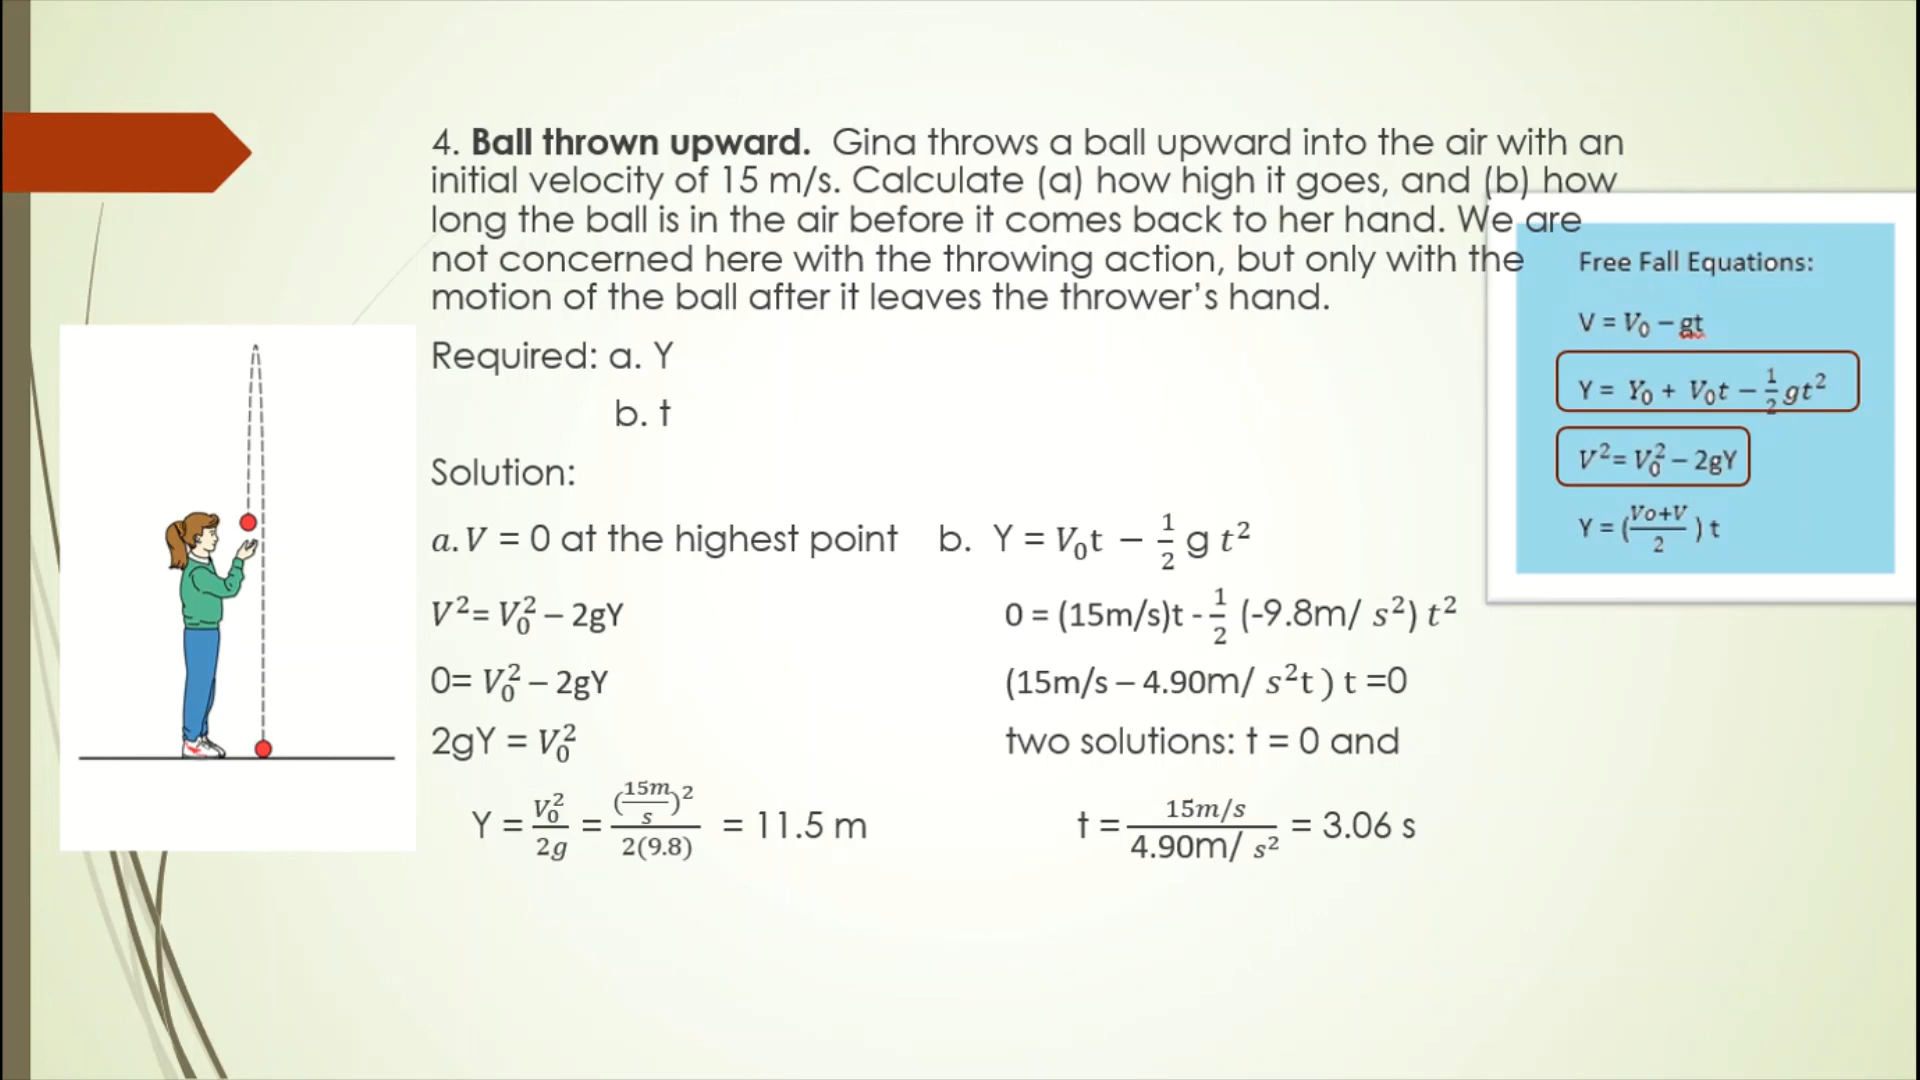 4. Ball thrown upward. Gina throws a ball upward into the air with an
initial velocity of 15 m/s. Calculate (a) how high it goes, and (b) how
long the ball is in the air before it comes back to her hand. We are
not concerned here with the throwing action, but only with the
motion of the ball after it leaves the thrower’s hand.
Required: a. Y
b. t
Solution:
a. V = 0 at the highest point
V² = V₀² – 2gY
0= V₀² – 2gY
2gY = V₀²
Y = V₀²/2g = (15m/s)²/2(9.8) = 11.5 m
b. Y = V₀t − 1/2 g t²
0 = (15m/s)t - 1/2 (-9.8m/ s²) t²
(15m/s – 4.90m/ s²t ) t =0
two solutions: t = 0 and
t = 15m/s / 4.90m/ s² = 3.06 s
Free Fall Equations:
V = V₀ – gt
Y = Y₀ + V₀t − 1/2 gt²
V² = V₀² – 2gY
Y = (Vo+V/2 ) t